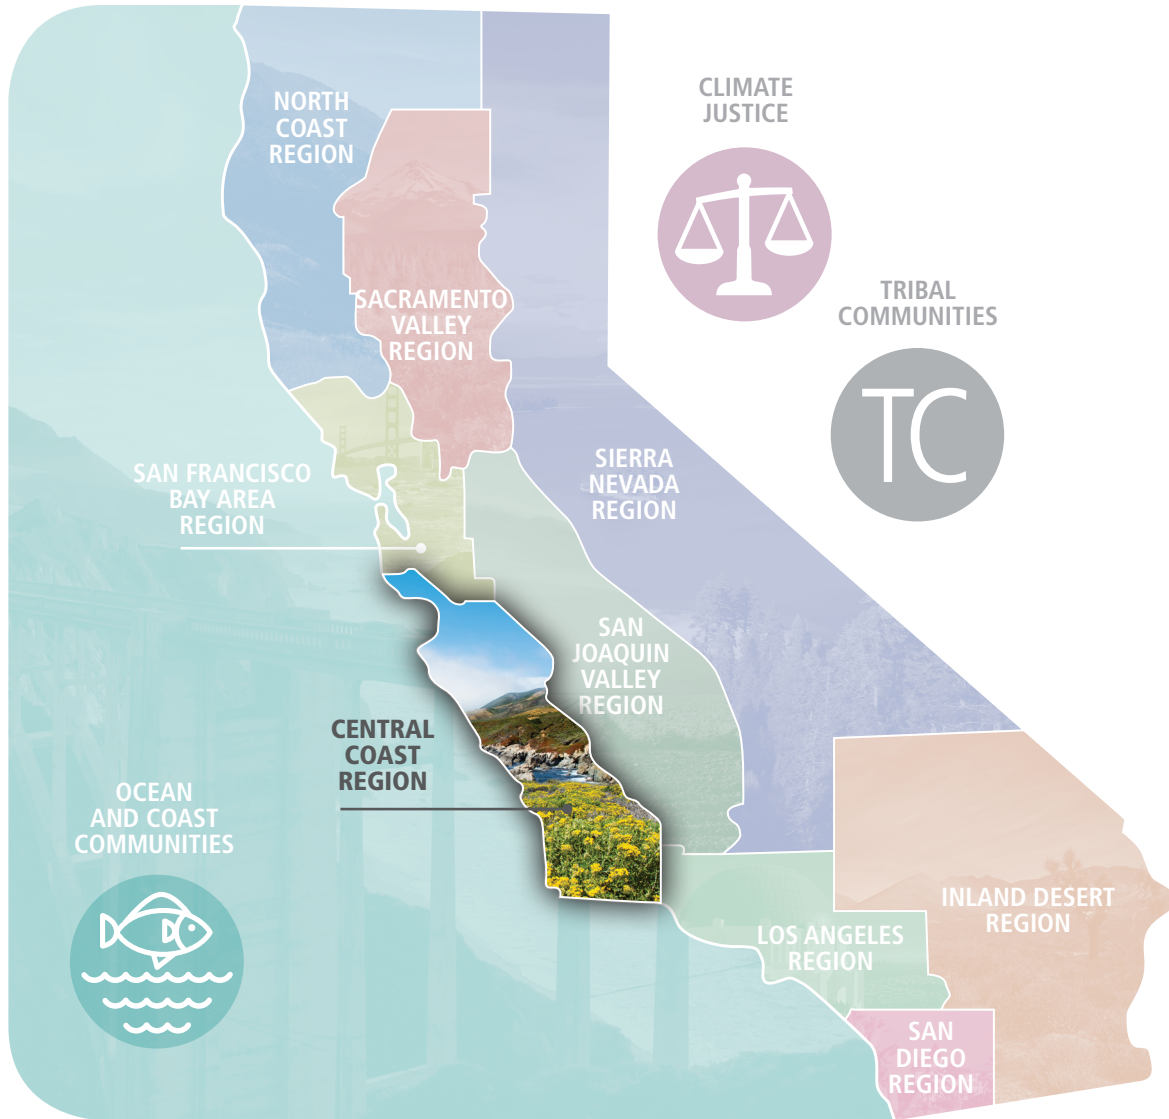 CLIMATE
JUSTICE
NORTH
COAST
REGION
TRIBAL
COMMUNITIES
TC
SACRAMENTO
VALLEY
REGION
SAN FRANCISCO
BAY AREA
REGION
SIERRA
NEVADA
REGION
SAN
JOAQUIN
VALLEY
REGION
CENTRAL
COAST
REGION
OCEAN
AND COAST
COMMUNITIES
INLAND DESERT
REGION
LOS ANGELES
REGION
SAN
DIEGO
REGION